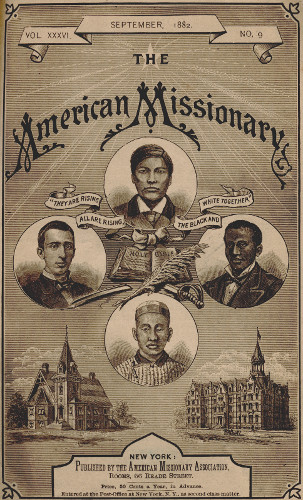 SEPTEMBER, 1882.
VOL. XXXVI. NO. 9
THE
American Missionary
"THEY ARE RISING WHITE TOGETHER"
ALL ARE RISING, THE BLACK AND
HOLY BIBLE
NEW YORK:
PUBLISHED BY THE AMERICAN MISSIONARY ASSOCIATION,
ROOMS, 56 READE STREET.
Price, 50 Cents a Year, in Advance.
Entered at the Post-Office at New York, N. Y., as second class matter.